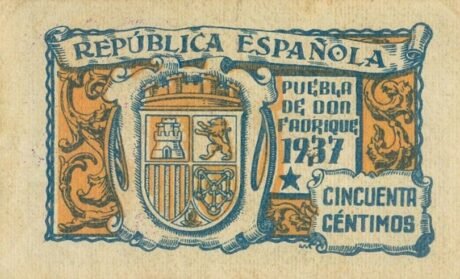 REPÚBLICA ESPAÑOLA
PUEBLA
DE DON
FADRIQUE
1937
CINCUENTA
CÉNTIMOS